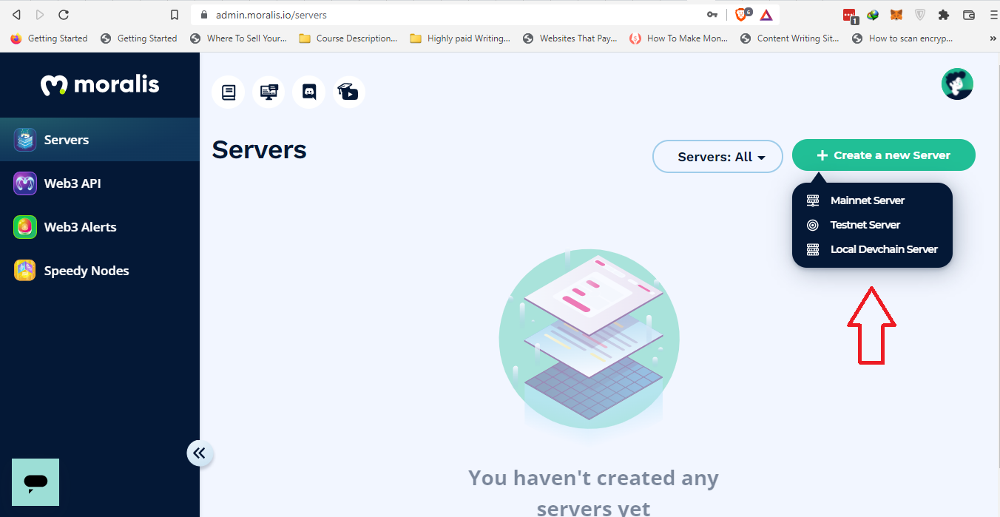 admin.moralis.io/servers
6
1
Getting Started
Getting Started
Where To Sell Your...
Course Description...
Highly paid Writing...
Websites That Pay...
How To Make Mon...
Content Writing Sit...
How to scan encryp...
»
moralis
Servers
Web3 API
Web3 Alerts
Speedy Nodes
Servers
Servers: All
+ Create a new Server
Mainnet Server
Testnet Server
Local Devchain Server
You haven't created any
servers yet